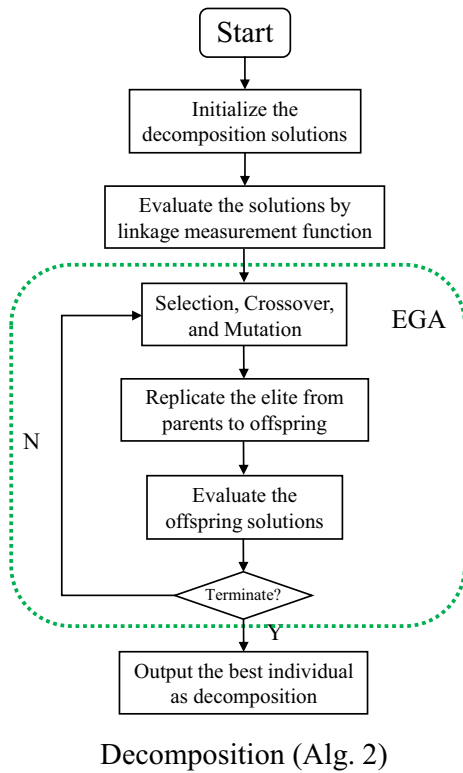 Start
Initialize the
decomposition solutions
Evaluate the solutions by
linkage measurement function
Selection, Crossover,
and Mutation
EGA
Replicate the elite from
parents to offspring
N
Evaluate the
offspring solutions
Terminate?
Y
Output the best individual
as decomposition
Decomposition (Alg. 2)